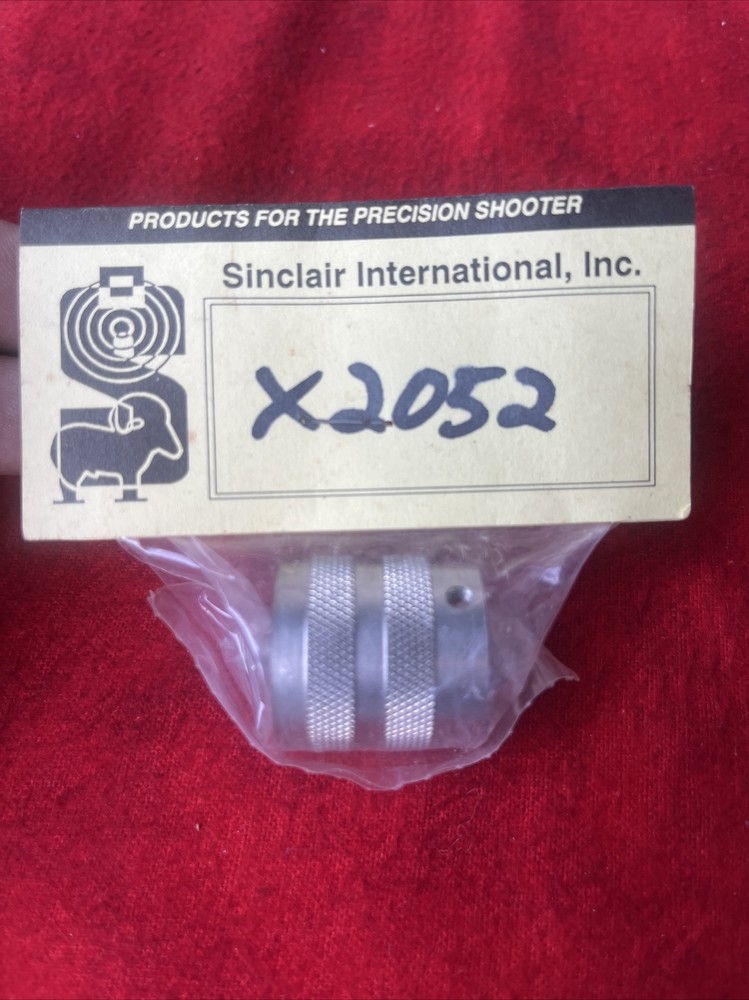 PRODUCTS FOR THE PRECISION SHOOTER
Sinclair International, Inc.
X2052